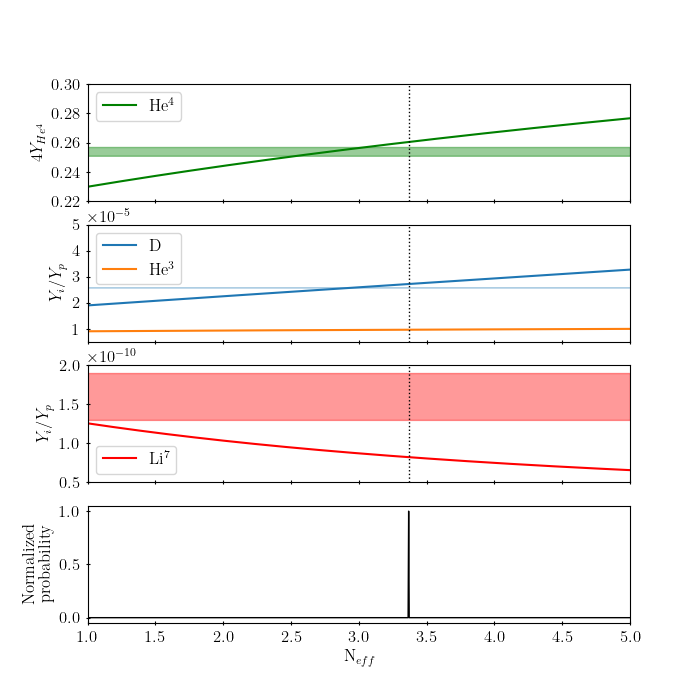 0.30
0.28
0.26
0.24
0.22
4Y_{He^4}
He^4
×10^{−5}
5
4
3
2
1
Y_i/Y_p
D
He^3
×10^{−10}
2.0
1.5
1.0
0.5
Y_i/Y_p
Li^7
1.0
0.5
0.0
Normalized
probability
1.0 1.5 2.0 2.5 3.0 3.5 4.0 4.5 5.0
N_{eff}